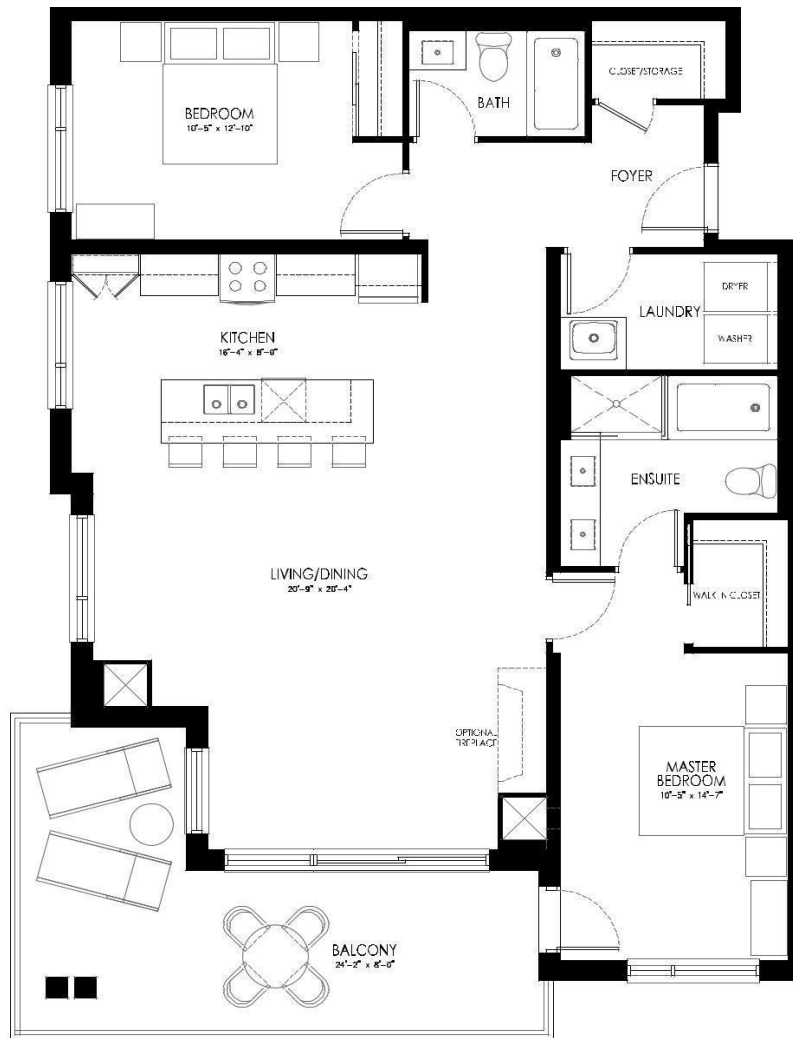 CLOSET/STORAGE
BATH
BEDROOM
10'-5" x 12'-10"
FOYER
DRYER
LAUNDRY
WASHER
KITCHEN
16'-4" x 8'-0"
ENSUITE
LIVING/DINING
20'-9" x 20'-4"
WALK IN CLOSET
OPTIONAL
FIREPLACE
MASTER
BEDROOM
10'-5" x 14'-7"
BALCONY
24'-2" x 8'-0"